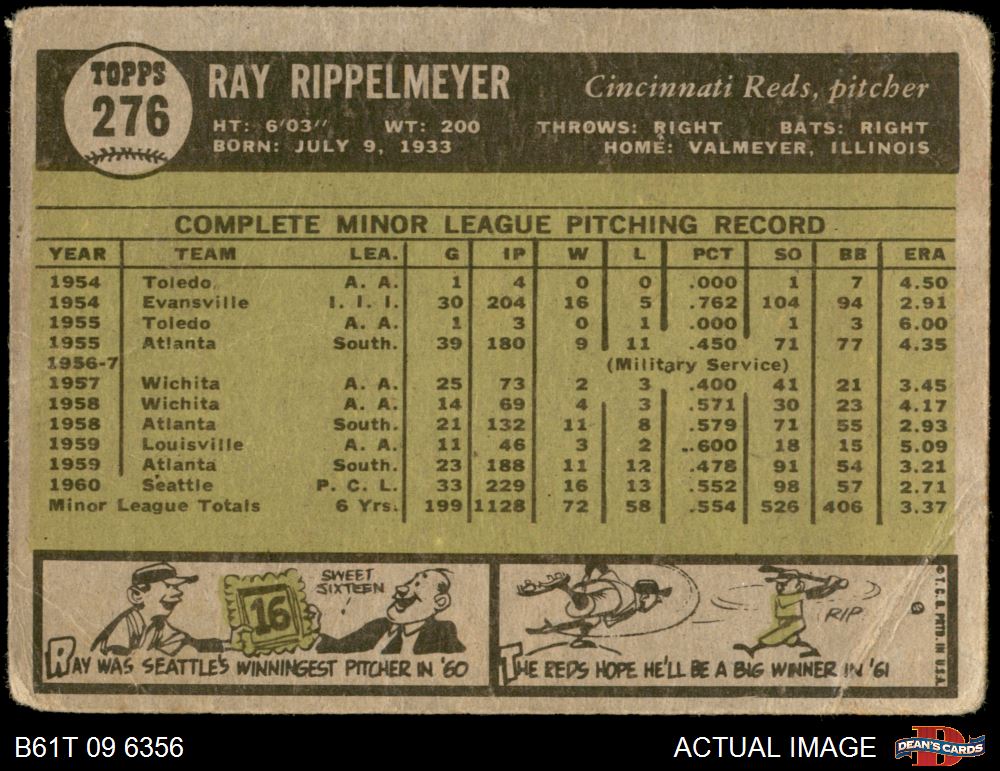 TOPPS
276
RAY RIPPELMEYER
Cincinnati Reds, pitcher
HT: 6'03" WT: 200 THROWS: RIGHT BATS: RIGHT
BORN: JULY 9, 1933 HOME: VALMEYER, ILLINOIS
COMPLETE MINOR LEAGUE PITCHING RECORD
YEAR TEAM LEA. G IP W L PCT SO BB ERA
1954 Toledo A. A. 1 4 0 0 .000 1 7 4.50
1954 Evansville I. I. I. 30 204 16 5 .762 104 94 2.91
1955 Toledo A. A. 1 3 0 1 .000 1 3 6.00
1955 Atlanta South. 39 180 9 11 .450 71 77 4.35
1956-7 (Military Service)
1957 Wichita A. A. 25 73 2 3 .400 41 21 3.45
1958 Wichita A. A. 14 69 4 3 .571 30 23 4.17
1958 Atlanta South. 21 132 11 8 .579 71 55 2.93
1959 Louisville A. A. 11 46 3 2 .600 18 15 5.09
1959 Atlanta South. 23 188 11 12 .478 91 54 3.21
1960 Seattle P. C. L. 33 229 16 13 .552 98 57 2.71
Minor League Totals 6 Yrs. 199 1128 72 58 .554 526 406 3.37
SWEET
SIXTEEN
!
16
RAY WAS SEATTLE'S WINNINGEST PITCHER IN '60
RIP
THE REDS HOPE HE'LL BE A BIG WINNER IN '61
© T. C. G. PRTD. IN U.S.A.
B61T 09 6356
ACTUAL IMAGE
D
DEAN'S CARDS